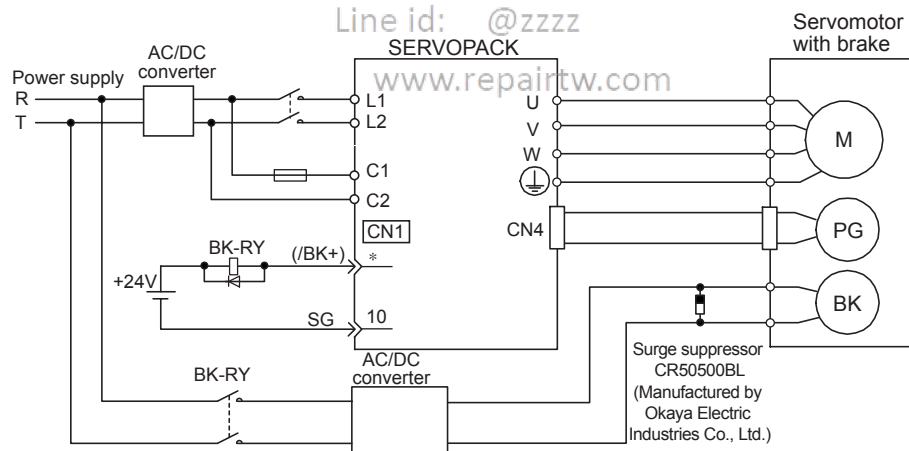 Line id: @zzzz
SERVOPACK
Servomotor
with brake
AC/DC
converter
www.repairtw.com
Power supply
R
T
L1
L2
U
V
W
M
C1
C2
CN1
CN4
PG
BK-RY
(/BK+)
*
+24V
SG
10
BK
BK-RY
AC/DC
converter
Surge suppressor
CR50500BL
(Manufactured by
Okaya Electric
Industries Co., Ltd.)